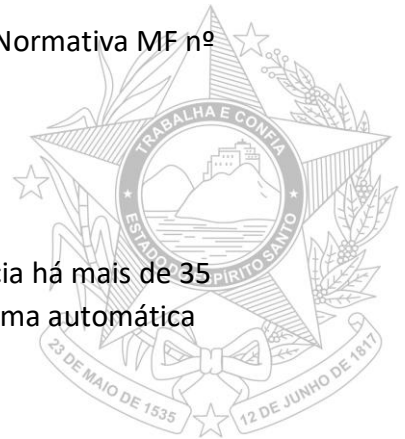 Normativa MF nº
TRABALHA E CONFIA
ESTADO DO ESPÍRITO SANTO
cia há mais de 35
ma automática
23 DE MAIO DE 1535
12 DE JUNHO DE 1817